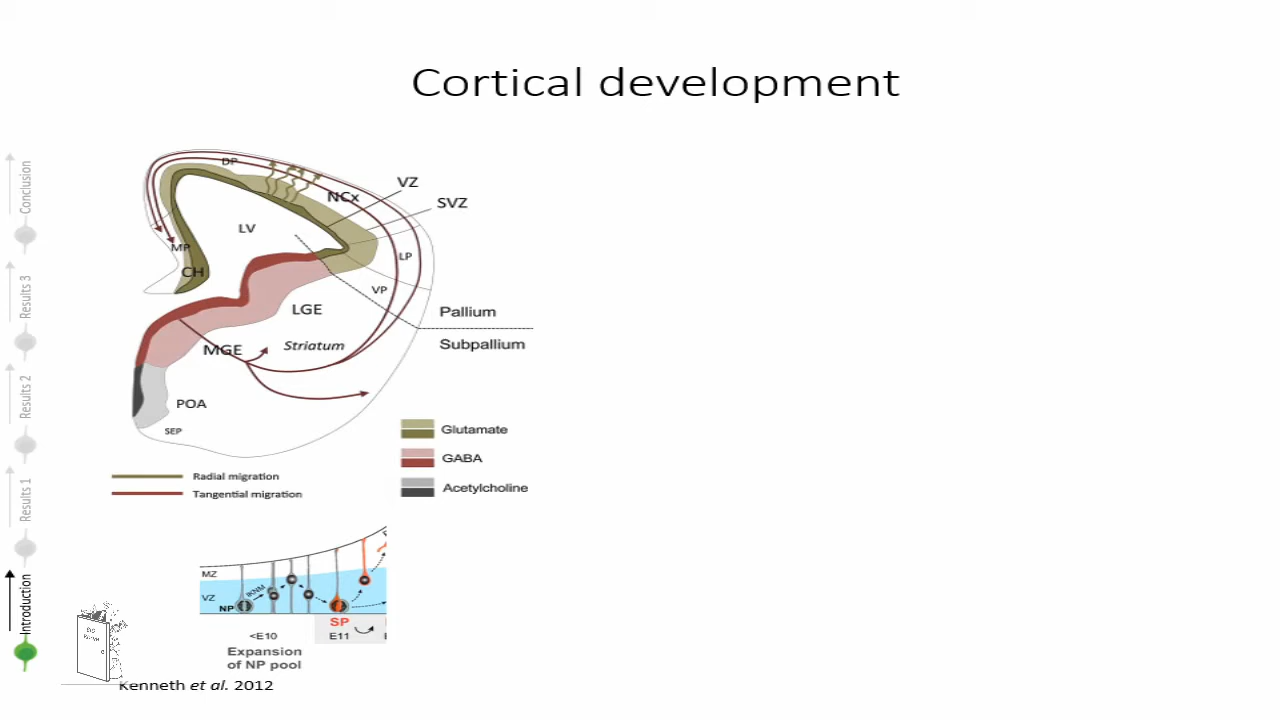 Cortical development
Conclusion
Results 3
Results 2
Results 1
Introduction
DP
NCx
VZ
SVZ
LV
MP
CH
LP
VP
LGE
Pallium
MGE
Striatum
Subpallium
POA
SEP
Glutamate
GABA
Acetylcholine
Radial migration
Tangential migration
MZ
VZ
IKNM
NP
SP
<E10
E11
Expansion
of NP pool
Kenneth et al. 2012